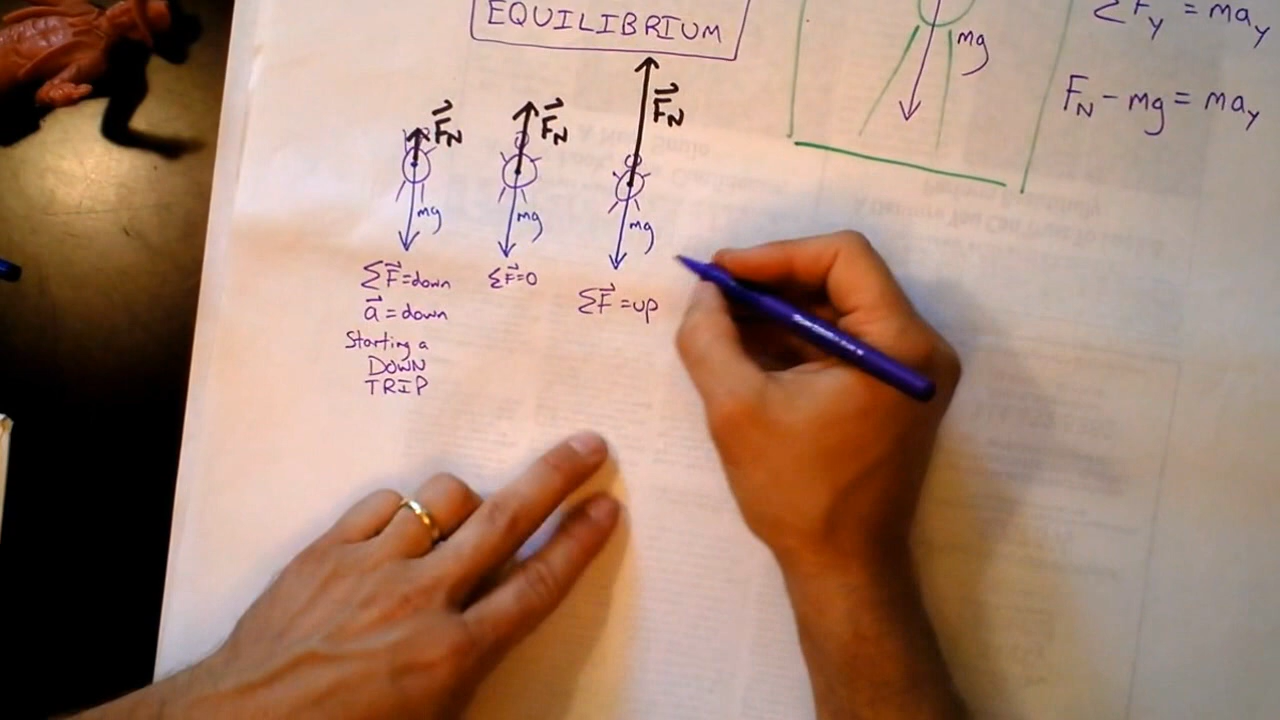 EQUILIBRIUM
F⃗N
F⃗N
F⃗N
mg
mg
mg
ΣF⃗=down
a⃗=down
Starting a
DOWN
TRIP
ΣF⃗=0
ΣF⃗=up
mg
ΣFy = may
FN-mg = may